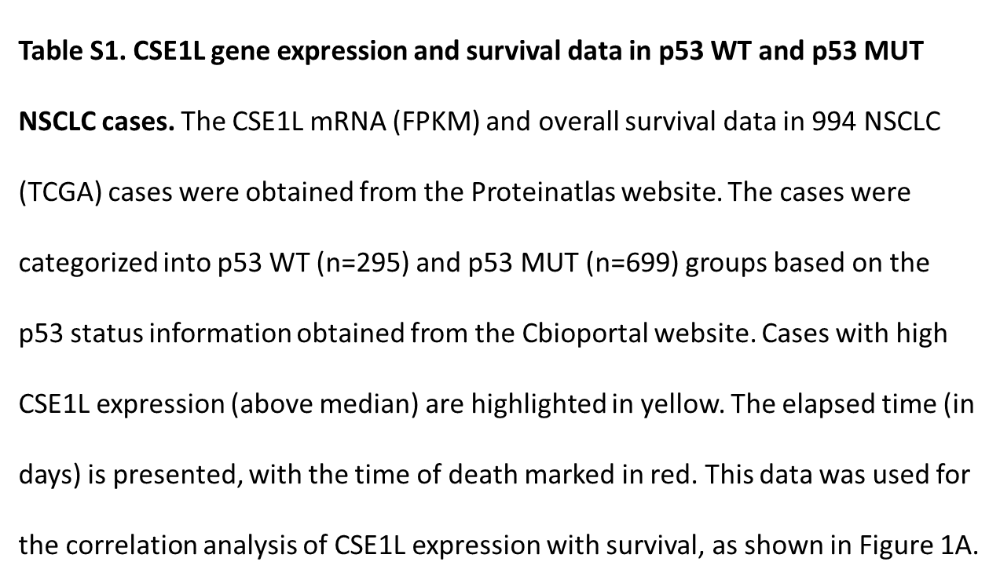 Table S1. CSE1L gene expression and survival data in p53 WT and p53 MUT
NSCLC cases. The CSE1L mRNA (FPKM) and overall survival data in 994 NSCLC
(TCGA) cases were obtained from the Proteinatlas website. The cases were
categorized into p53 WT (n=295) and p53 MUT (n=699) groups based on the
p53 status information obtained from the Cbioportal website. Cases with high
CSE1L expression (above median) are highlighted in yellow. The elapsed time (in
days) is presented, with the time of death marked in red. This data was used for
the correlation analysis of CSE1L expression with survival, as shown in Figure 1A.